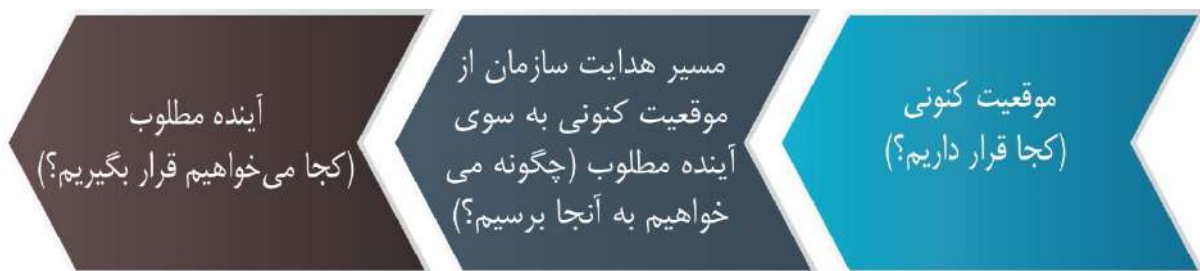 موقعیت کنونی
(کجا قرار داریم؟)
مسیر هدایت سازمان از
موقعیت کنونی به سوی
آینده مطلوب (چگونه می
خواهیم به آنجا برسیم؟)
آینده مطلوب
(کجا می‌خواهیم قرار بگیریم؟)